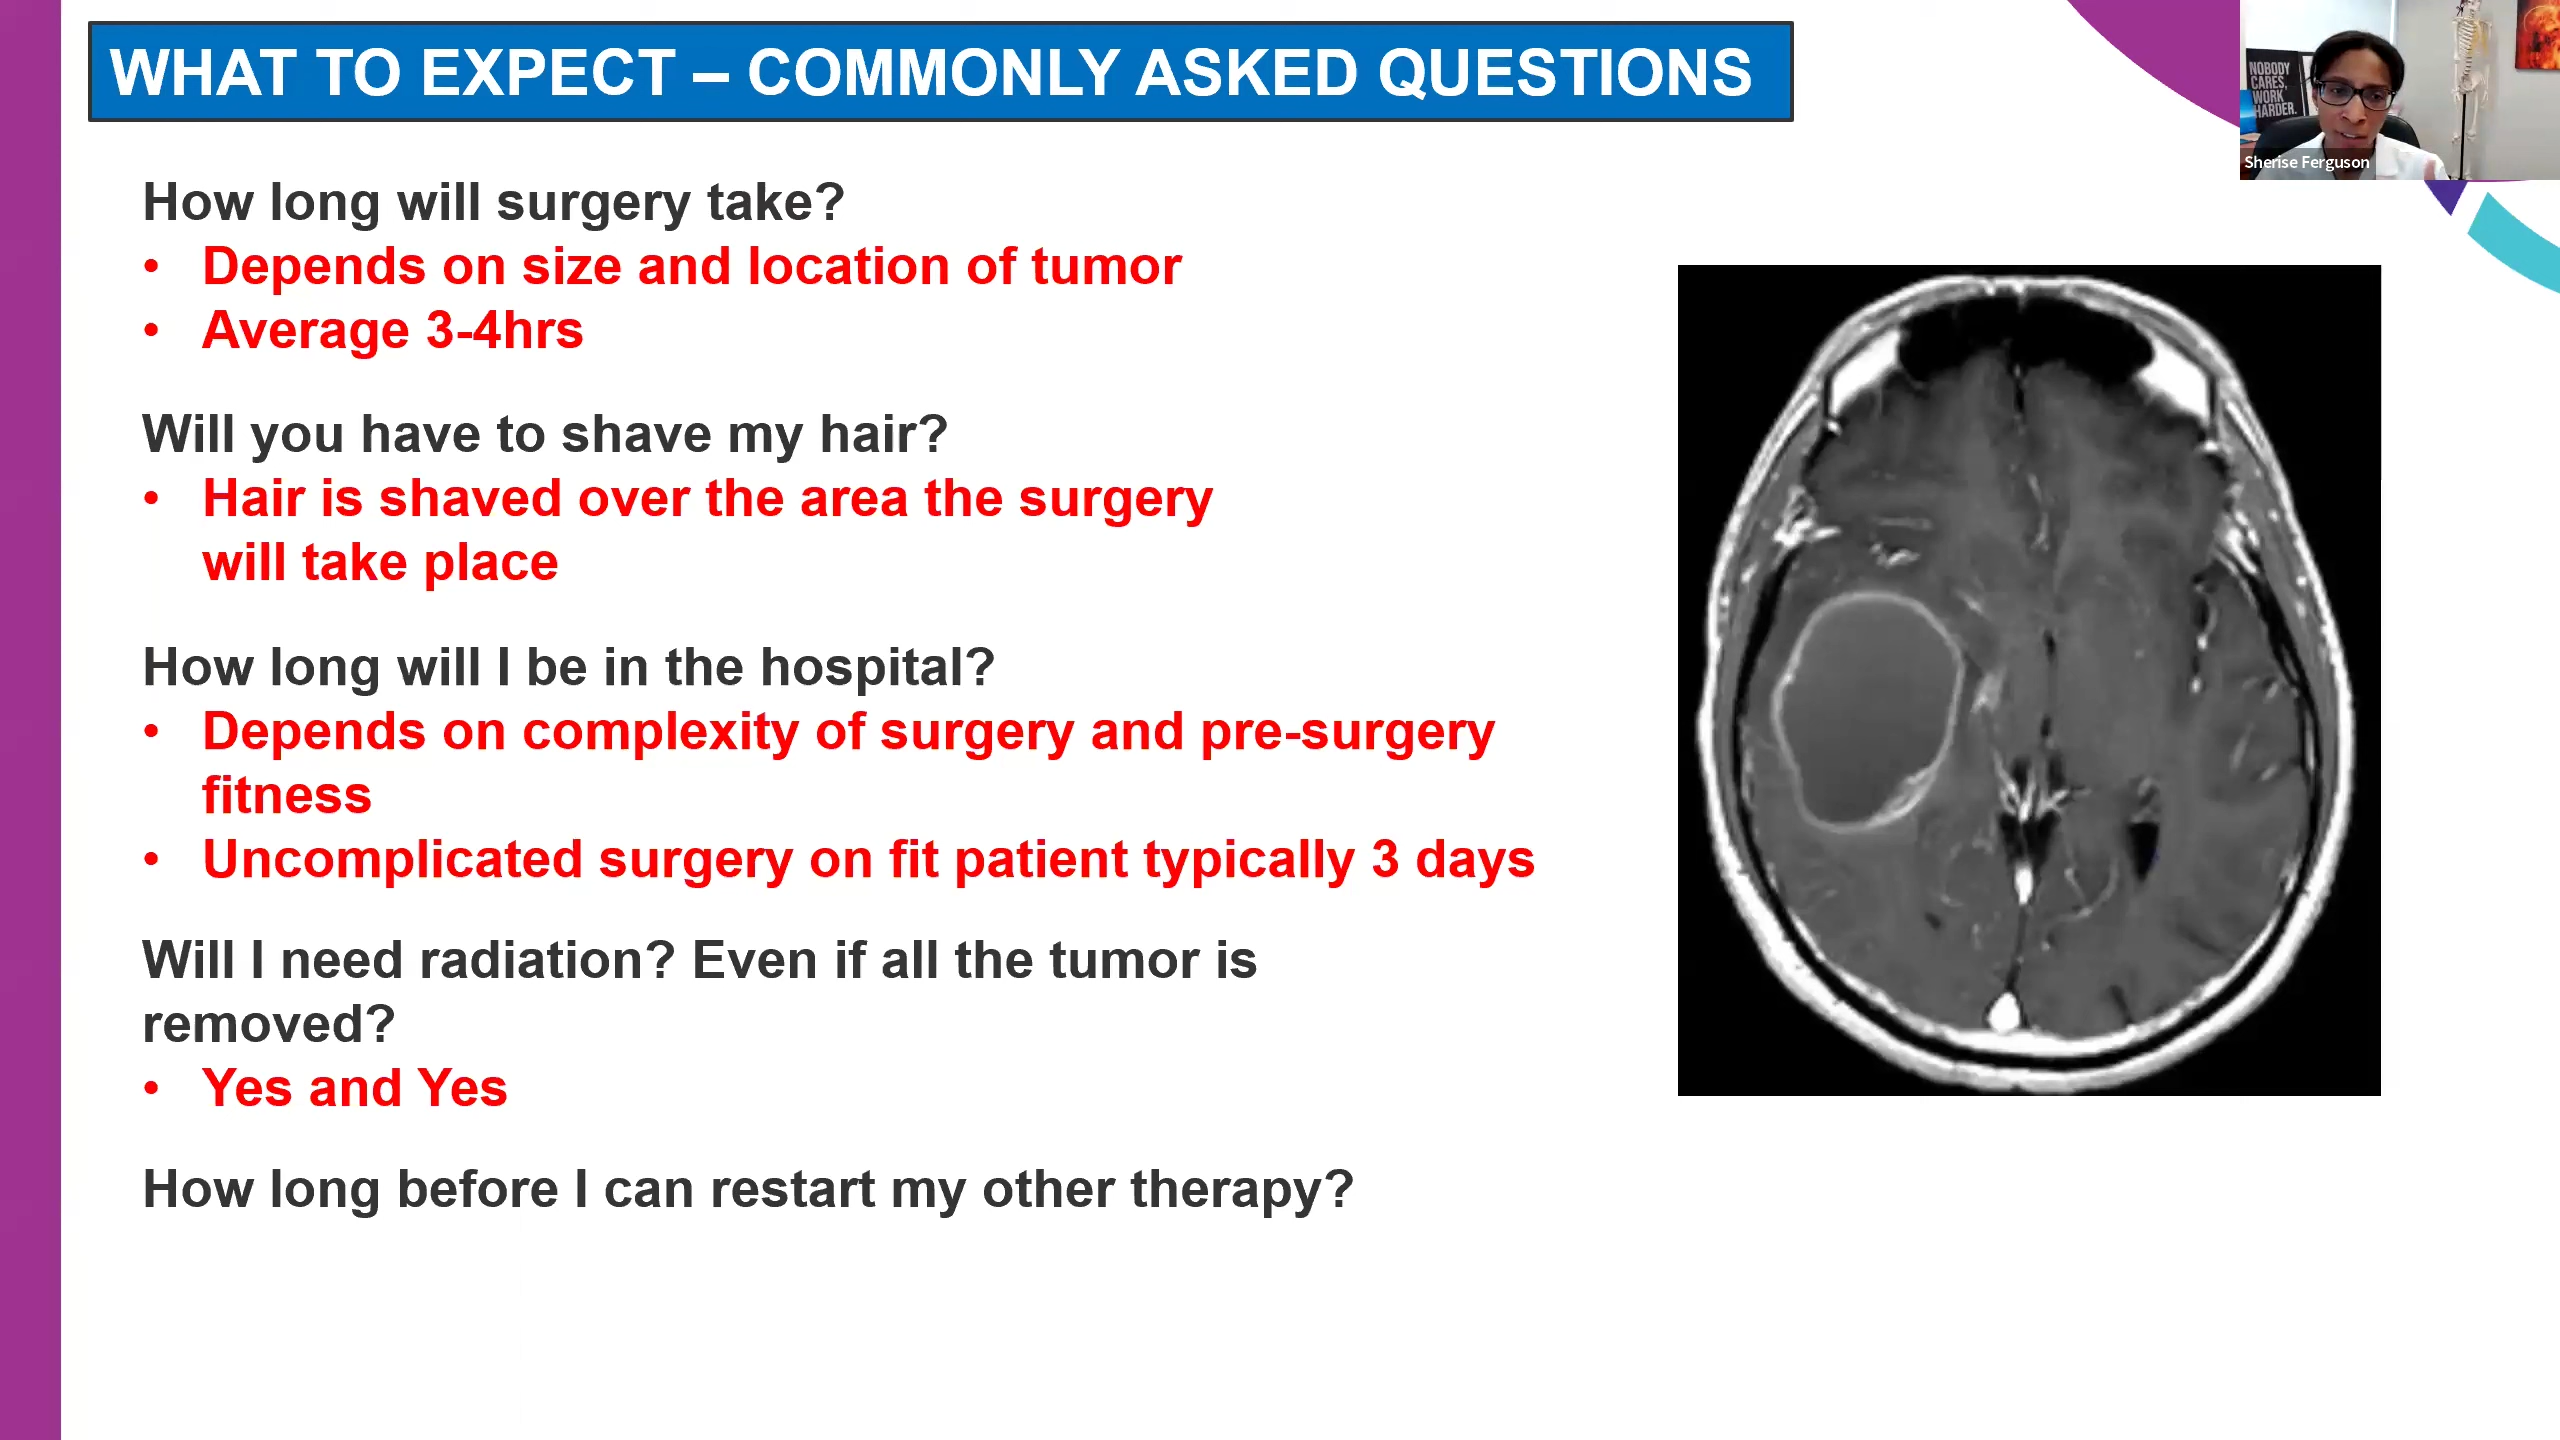 WHAT TO EXPECT – COMMONLY ASKED QUESTIONS
NOBODY
CARES,
WORK
HARDER.
Sherise Ferguson
How long will surgery take?
• Depends on size and location of tumor
• Average 3-4hrs
Will you have to shave my hair?
• Hair is shaved over the area the surgery
will take place
How long will I be in the hospital?
• Depends on complexity of surgery and pre-surgery
fitness
• Uncomplicated surgery on fit patient typically 3 days
Will I need radiation? Even if all the tumor is
removed?
• Yes and Yes
How long before I can restart my other therapy?